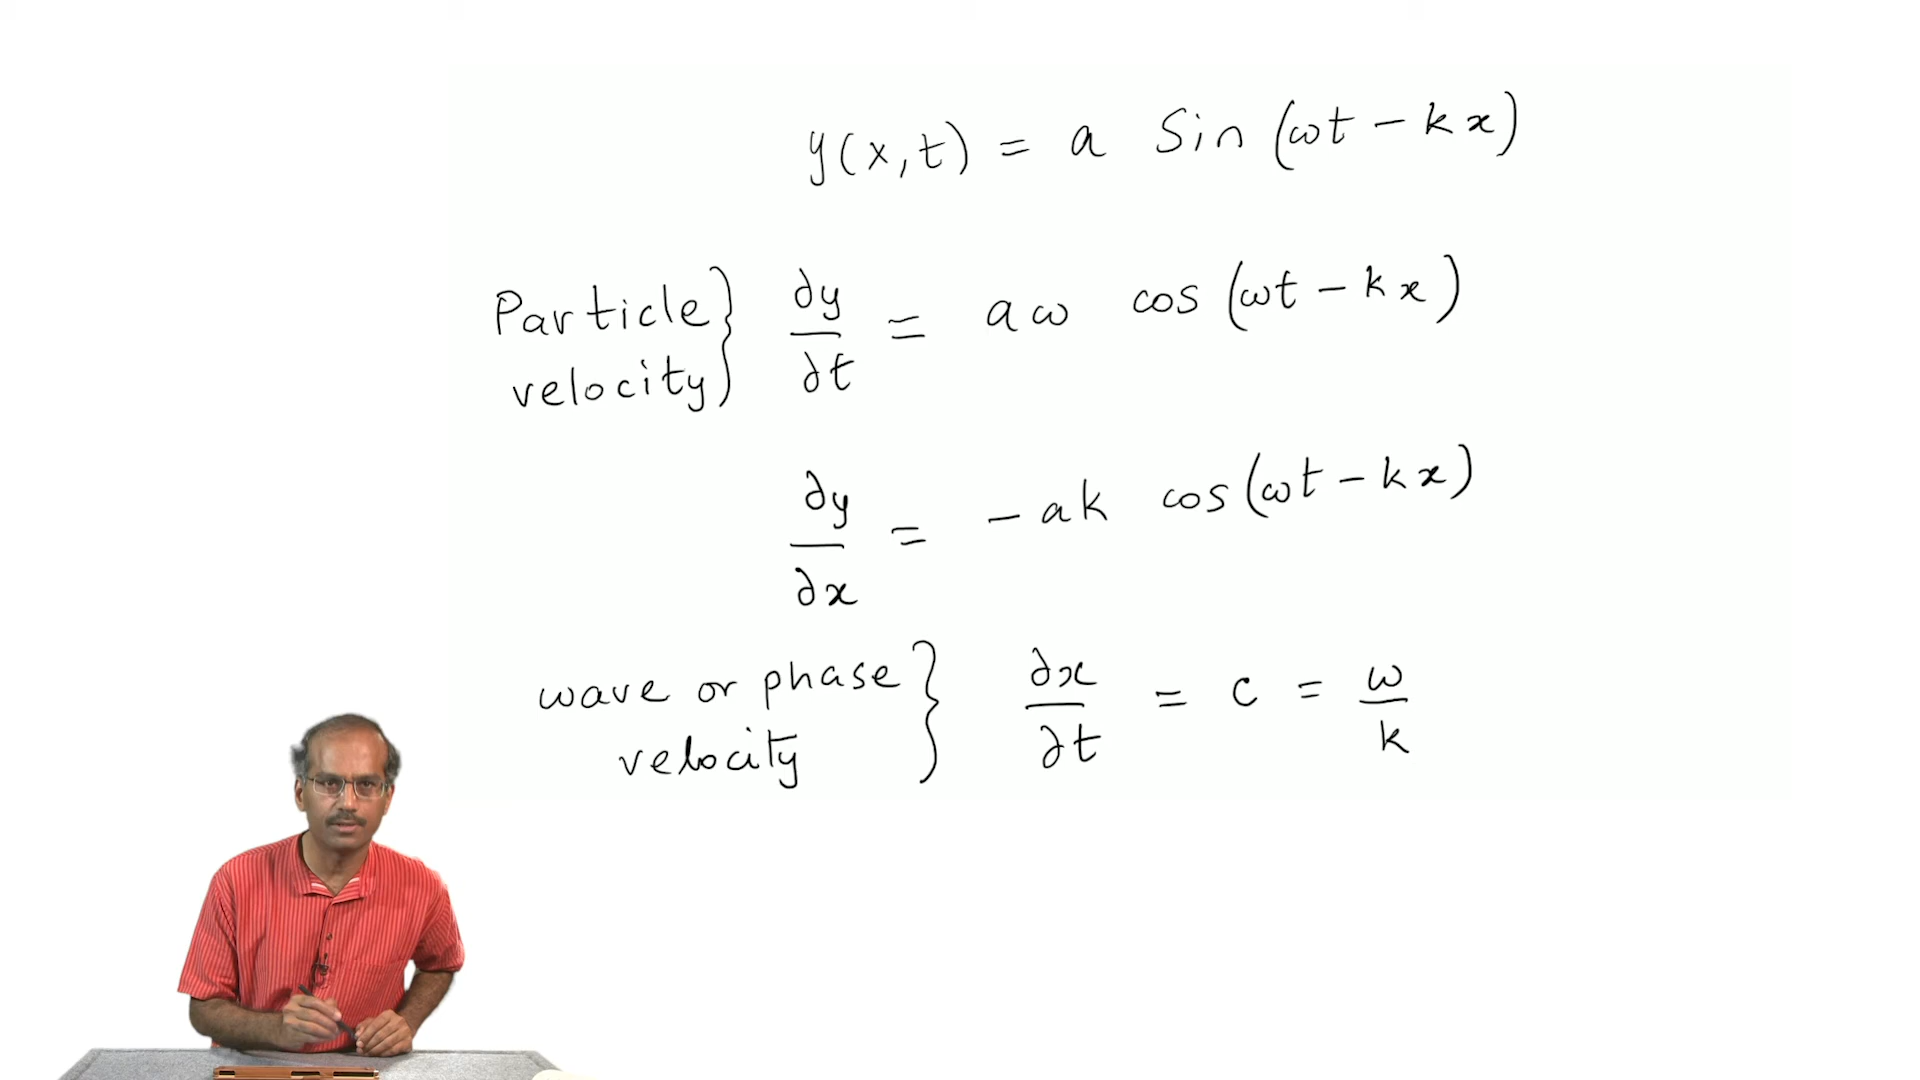 y(x,t) = a Sin (ωt − kx)
Particle velocity } ∂y/∂t = aω cos (ωt − kx)
∂y/∂x = − ak cos (ωt − kx)
wave or phase velocity } ∂x/∂t = c = ω/k